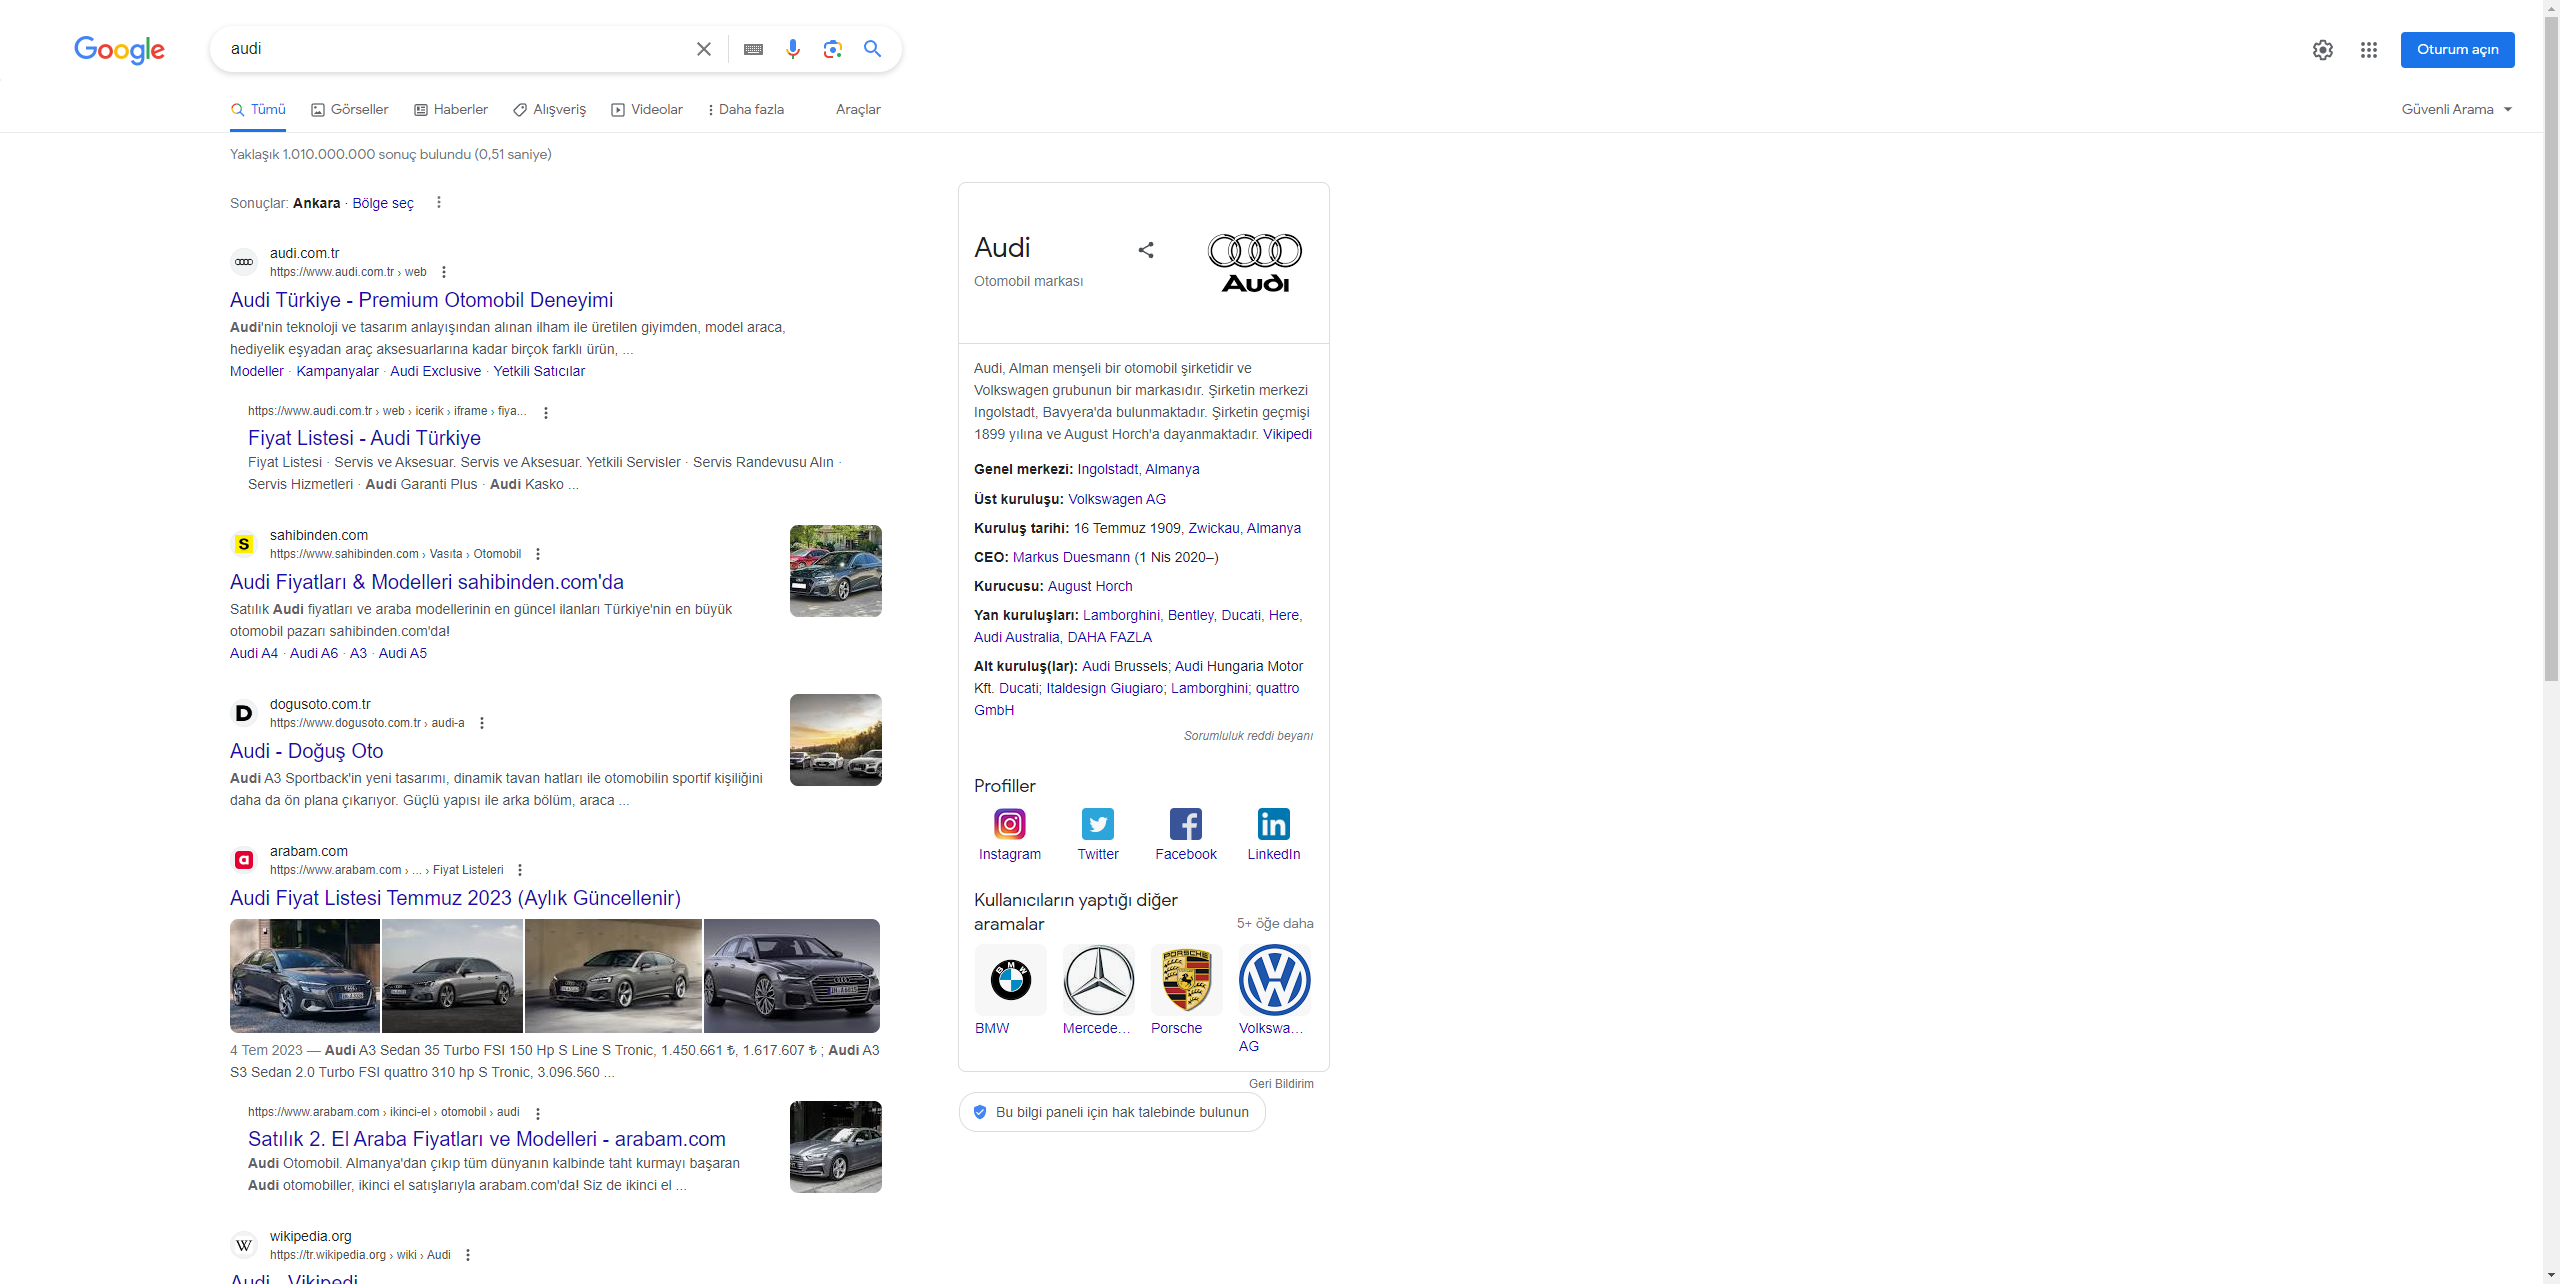 Google
audi
Oturum açın
Tümü
Görseller
Haberler
Alışveriş
Videolar
Daha fazla
Araçlar
Güvenli Arama
Yaklaşık 1.010.000.000 sonuç bulundu (0,51 saniye)
Sonuçlar: Ankara · Bölge seç
audi.com.tr
https://www.audi.com.tr › web
Audi Türkiye - Premium Otomobil Deneyimi
Audi'nin teknoloji ve tasarım anlayışından alınan ilham ile üretilen giyimden, model araca,
hediyelik eşyadan araç aksesuarlarına kadar birçok farklı ürün, ...
Modeller · Kampanyalar · Audi Exclusive · Yetkili Satıcılar
https://www.audi.com.tr › web › icerik › iframe › fiya...
Fiyat Listesi - Audi Türkiye
Fiyat Listesi · Servis ve Aksesuar. Servis ve Aksesuar. Yetkili Servisler · Servis Randevusu Alın ·
Servis Hizmetleri · Audi Garanti Plus · Audi Kasko ...
S
sahibinden.com
https://www.sahibinden.com › Vasıta › Otomobil
Audi Fiyatları & Modelleri sahibinden.com'da
Satılık Audi fiyatları ve araba modellerinin en güncel ilanları Türkiye'nin en büyük
otomobil pazarı sahibinden.com'da!
Audi A4 · Audi A6 · A3 · Audi A5
D
dogusoto.com.tr
https://www.dogusoto.com.tr › audi-a
Audi - Doğuş Oto
Audi A3 Sportback'in yeni tasarımı, dinamik tavan hatları ile otomobilin sportif kişiliğini
daha da ön plana çıkarıyor. Güçlü yapısı ile arka bölüm, araca ...
a
arabam.com
https://www.arabam.com › ... › Fiyat Listeleri
Audi Fiyat Listesi Temmuz 2023 (Aylık Güncellenir)
4 Tem 2023 — Audi A3 Sedan 35 Turbo FSI 150 Hp S Line S Tronic, 1.450.661 ₺, 1.617.607 ₺ ; Audi A3
S3 Sedan 2.0 Turbo FSI quattro 310 hp S Tronic, 3.096.560 ...
https://www.arabam.com › ikinci-el › otomobil › audi
Satılık 2. El Araba Fiyatları ve Modelleri - arabam.com
Audi Otomobil. Almanya'dan çıkıp tüm dünyanın kalbinde taht kurmayı başaran
Audi otomobiller, ikinci el satışlarıyla arabam.com'da! Siz de ikinci el ...
W
wikipedia.org
https://tr.wikipedia.org › wiki › Audi
Audi - Vikipedi
Audi
Otomobil markası
Audi
Audi, Alman menşeli bir otomobil şirketidir ve
Volkswagen grubunun bir markasıdır. Şirketin merkezi
Ingolstadt, Bavyera'da bulunmaktadır. Şirketin geçmişi
1899 yılına ve August Horch'a dayanmaktadır. Vikipedi
Genel merkezi: Ingolstadt, Almanya
Üst kuruluşu: Volkswagen AG
Kuruluş tarihi: 16 Temmuz 1909, Zwickau, Almanya
CEO: Markus Duesmann (1 Nis 2020–)
Kurucusu: August Horch
Yan kuruluşları: Lamborghini, Bentley, Ducati, Here,
Audi Australia, DAHA FAZLA
Alt kuruluş(lar): Audi Brussels; Audi Hungaria Motor
Kft. Ducati; Italdesign Giugiaro; Lamborghini; quattro
GmbH
Sorumluluk reddi beyanı
Profiller
Instagram
Twitter
Facebook
LinkedIn
Kullanıcıların yaptığı diğer
aramalar
5+ öğe daha
BMW
PORSCHE
BMW
Mercede...
Porsche
Volkswa...
AG
Geri Bildirim
Bu bilgi paneli için hak talebinde bulunun